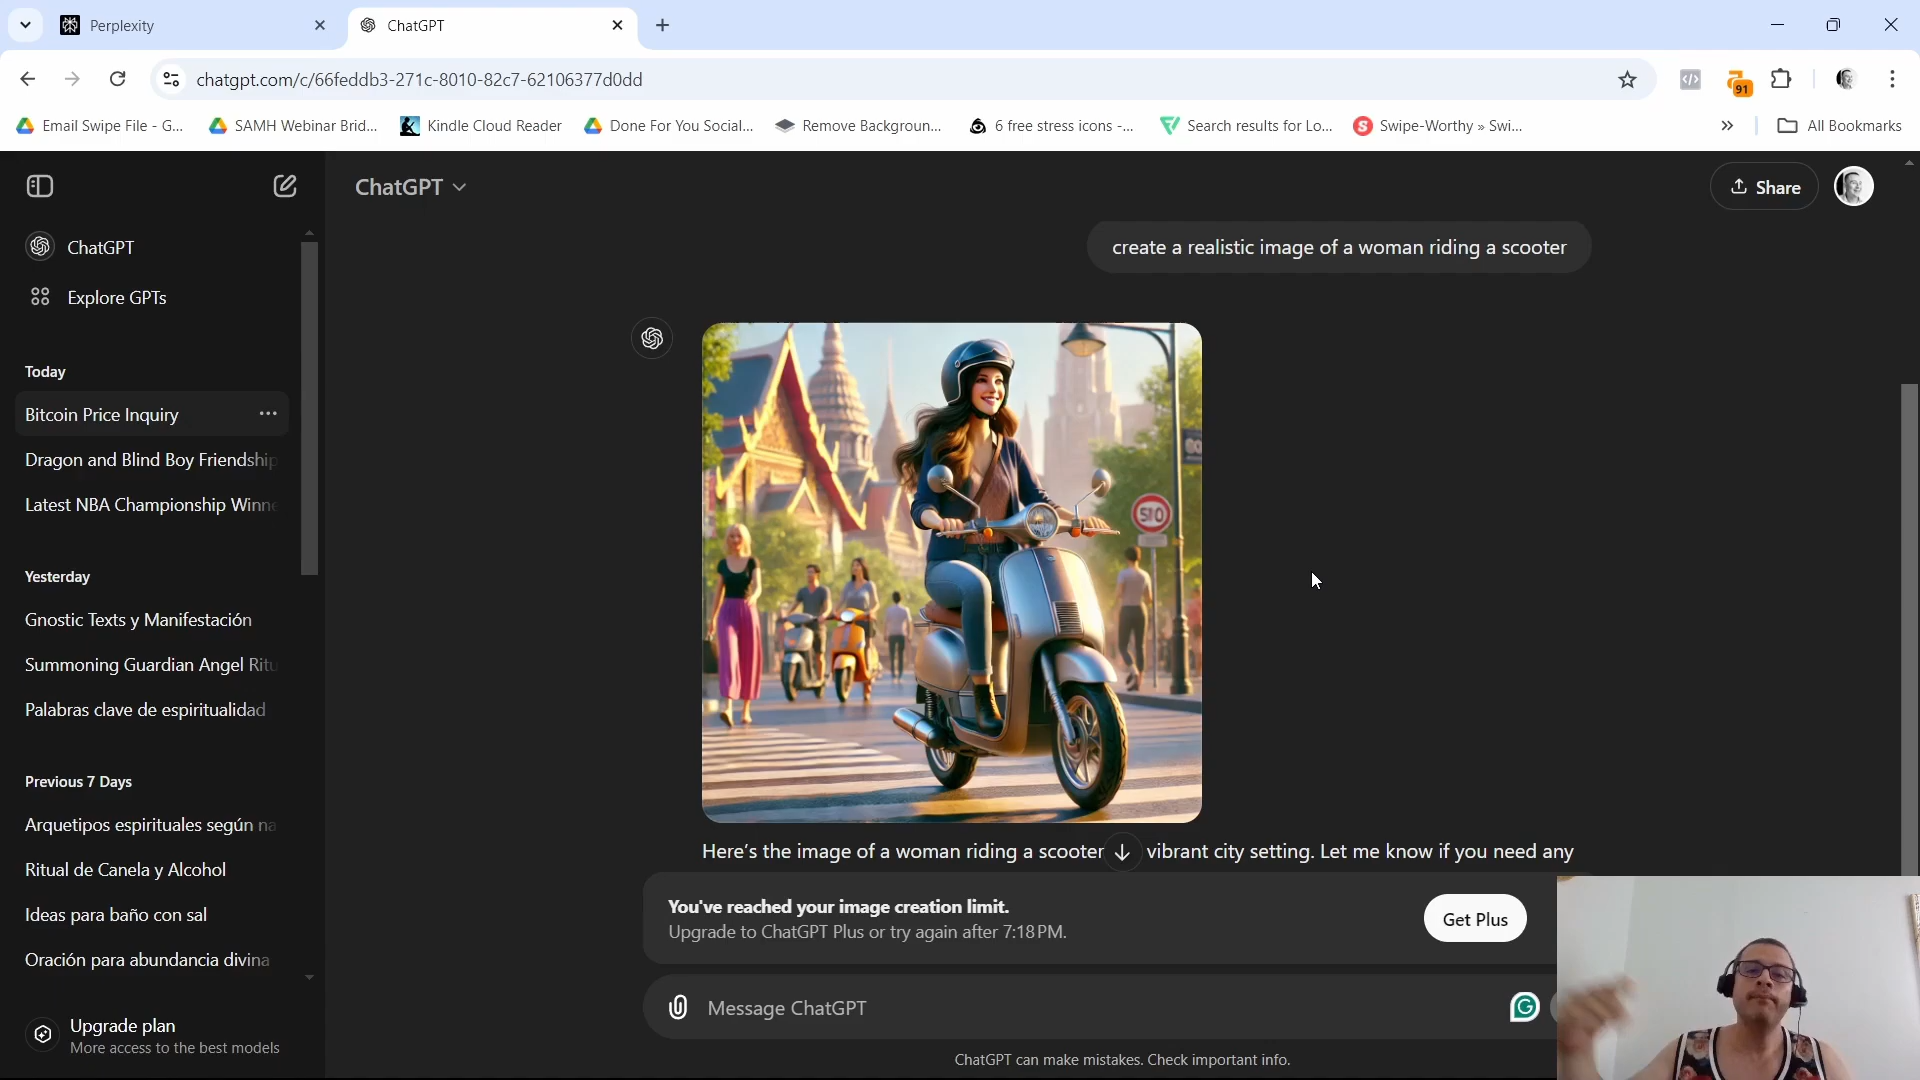 Perplexity
ChatGPT
chatgpt.com/c/66feddb3-271c-8010-82c7-62106377d0dd
91
Email Swipe File - G...
SAMH Webinar Brid...
Kindle Cloud Reader
Done For You Social...
Remove Backgroun...
6 free stress icons -...
Search results for Lo...
Swipe-Worthy » Swi...
All Bookmarks
ChatGPT
Share
ChatGPT
Explore GPTs
Today
Bitcoin Price Inquiry
Dragon and Blind Boy Friendship
Latest NBA Championship Winne
Yesterday
Gnostic Texts y Manifestación
Summoning Guardian Angel Ritu
Palabras clave de espiritualidad
Previous 7 Days
Arquetipos espirituales según na
Ritual de Canela y Alcohol
Ideas para baño con sal
Oración para abundancia divina
Upgrade plan
More access to the best models
create a realistic image of a woman riding a scooter
510
Here's the image of a woman riding a scooter vibrant city setting. Let me know if you need any
You've reached your image creation limit.
Upgrade to ChatGPT Plus or try again after 7:18 PM.
Get Plus
Message ChatGPT
ChatGPT can make mistakes. Check important info.